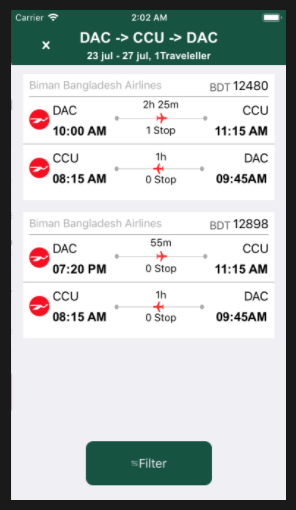 Carrier 2:02 AM
× DAC -> CCU -> DAC
23 jul - 27 jul, 1Traveleller
Biman Bangladesh Airlines BDT 12480
DAC 2h 25m CCU
10:00 AM 1 Stop 11:15 AM
CCU 1h DAC
08:15 AM 0 Stop 09:45AM
Biman Bangladesh Airlines BDT 12898
DAC 55m CCU
07:20 PM 0 Stop 11:15 AM
CCU 1h DAC
08:15 AM 0 Stop 09:45AM
Filter